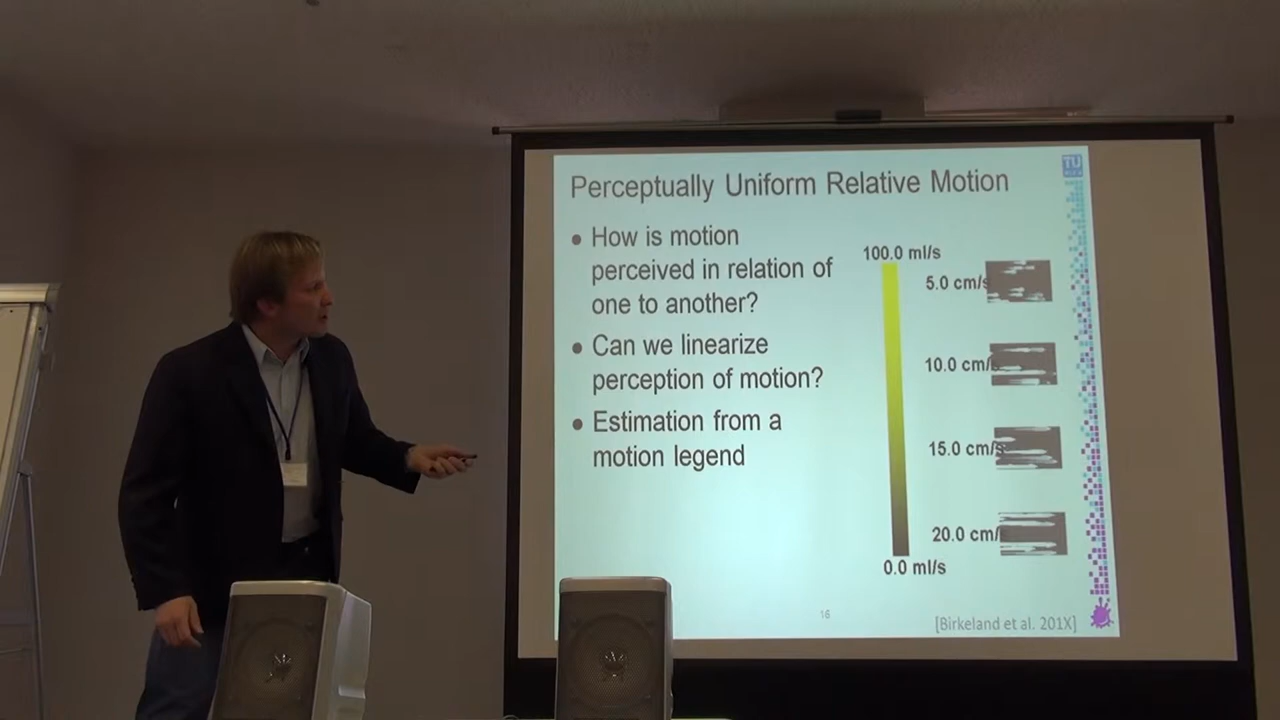 Perceptually Uniform Relative Motion
TU
• How is motion
perceived in relation of
one to another?
• Can we linearize
perception of motion?
• Estimation from a
motion legend
100.0 ml/s
5.0 cm/s
10.0 cm/s
15.0 cm/s
20.0 cm/
0.0 ml/s
16
[Birkeland et al. 201X]